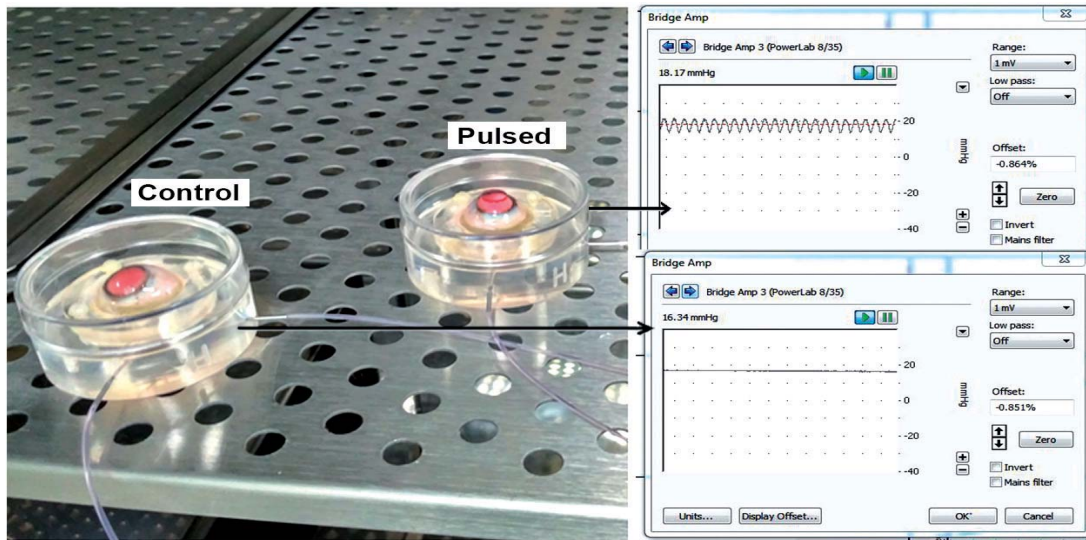 Control
Pulsed
Bridge Amp
Bridge Amp 3 (PowerLab 8/35)
18.17 mmHg
20
0
-20
-40
mmHg
Range:
1 mV
Low pass:
Off
Offset:
-0.864%
Zero
Invert
Mains filter
Bridge Amp
Bridge Amp 3 (PowerLab 8/35)
16.34 mmHg
20
0
-20
-40
mmHg
Range:
1 mV
Low pass:
Off
Offset:
-0.851%
Zero
Invert
Mains filter
Units...
Display Offset...
OK
Cancel
H
H